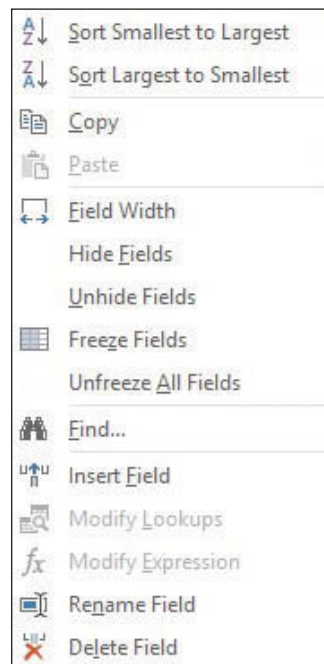 Sort Smallest to Largest
Sort Largest to Smallest
Copy
Paste
Field Width
Hide Fields
Unhide Fields
Freeze Fields
Unfreeze All Fields
Find...
Insert Field
Modify Lookups
Modify Expression
Rename Field
Delete Field